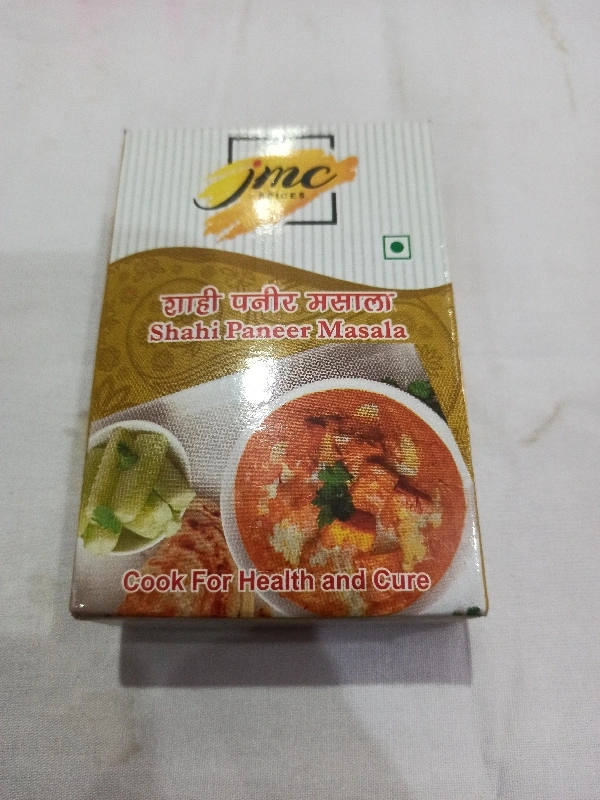 jmc
SPICES
शाही पनीर मसाला
Shahi Paneer Masala
Cook For Health and Cure